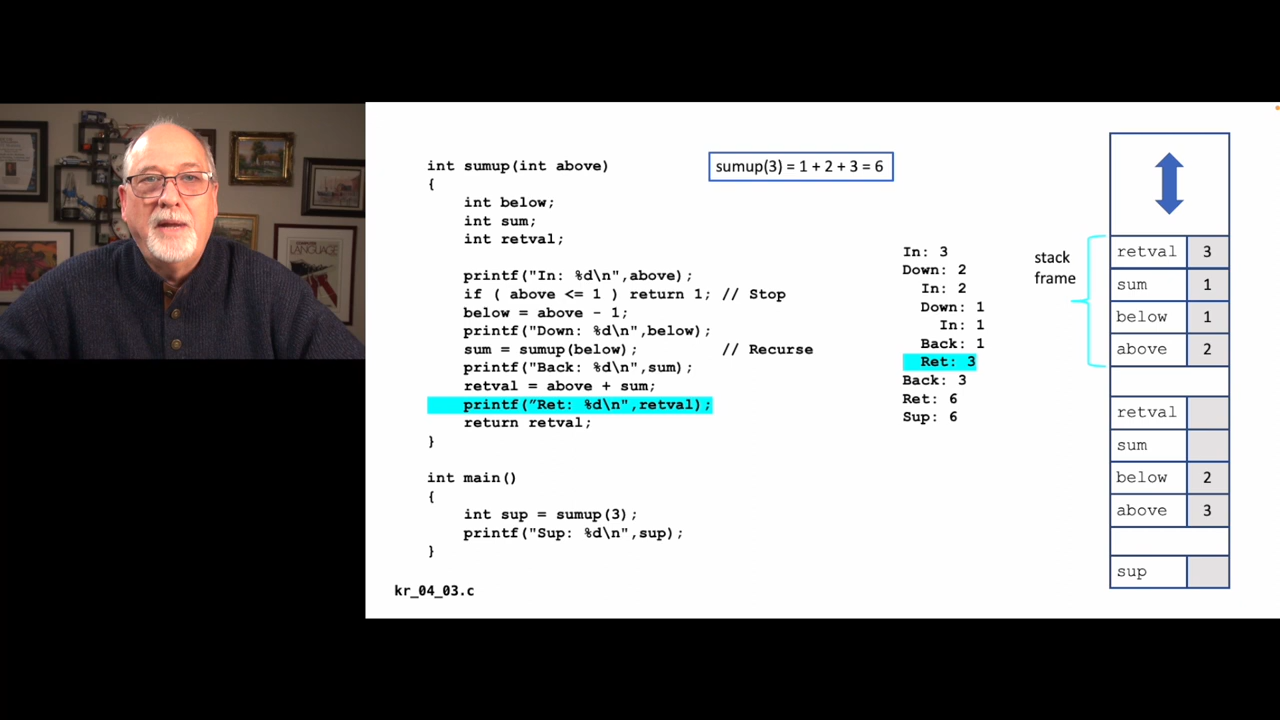 int sumup(int above)
{
    int below;
    int sum;
    int retval;

    printf("In: %d\n",above);
    if ( above <= 1 ) return 1; // Stop
    below = above - 1;
    printf("Down: %d\n",below);
    sum = sumup(below);         // Recurse
    printf("Back: %d\n",sum);
    retval = above + sum;
    printf(”Ret: %d\n",retval);
    return retval;
}

int main()
{
    int sup = sumup(3);
    printf("Sup: %d\n",sup);
}
kr_04_03.c
sumup(3) = 1 + 2 + 3 = 6
In: 3
Down: 2
  In: 2
  Down: 1
    In: 1
  Back: 1
  Ret: 3
Back: 3
Ret: 6
Sup: 6
stack
frame
retval 3
sum 1
below 1
above 2
retval
sum
below 2
above 3
sup
LANGUAGE